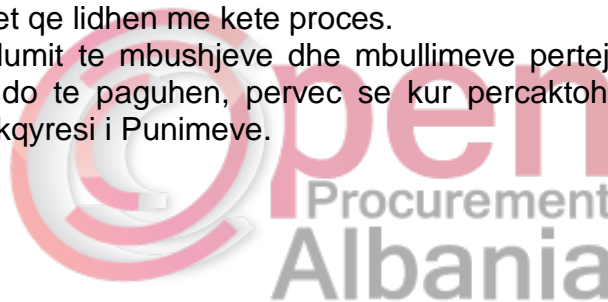 et qe lidhen me kete proces.
lumit te mbushjeve dhe mbullimeve pertej
do te paguhen, pervec se kur percaktoh
kqyresi i Punimeve.
Open
Procurement
Albania